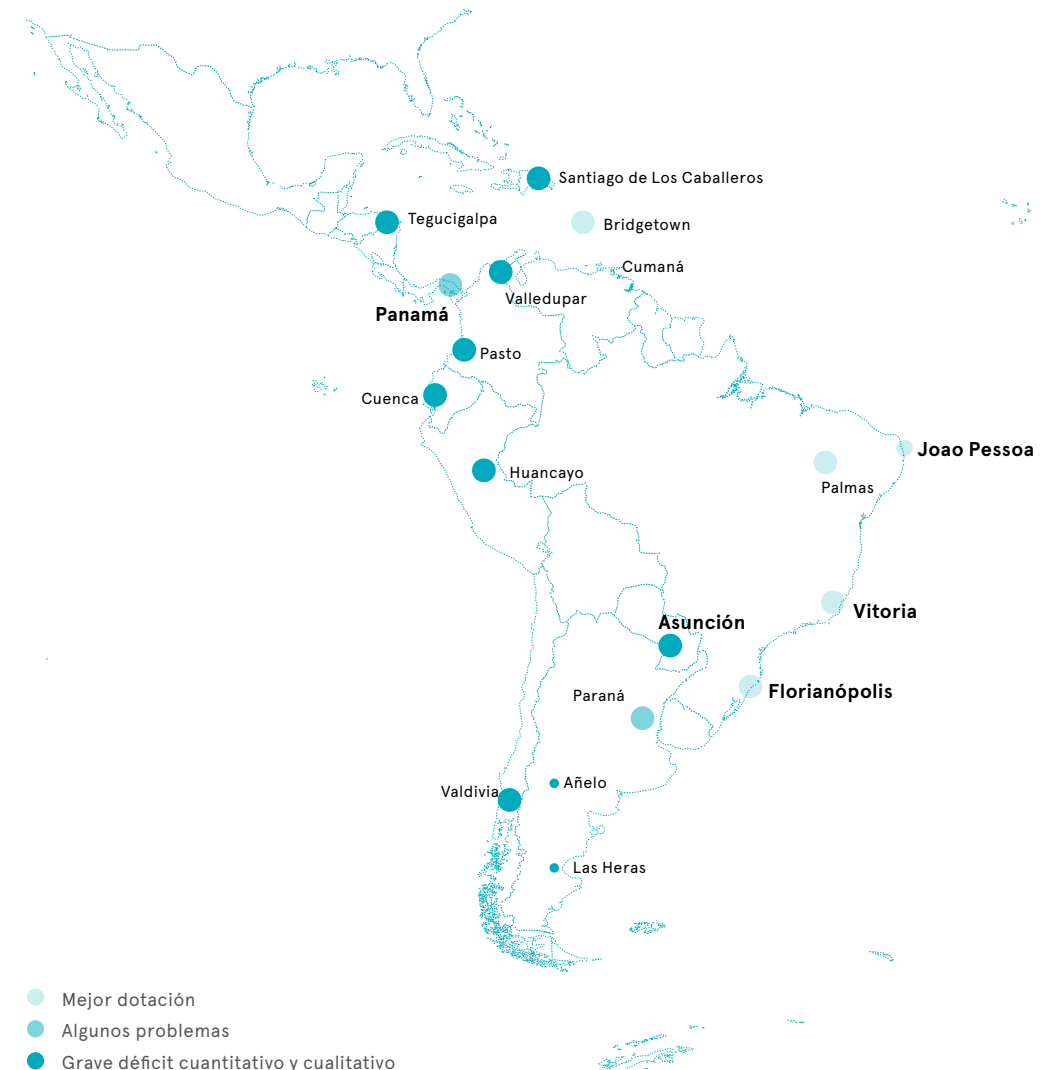 Santiago de Los Caballeros
Tegucigalpa
Bridgetown
Cumaná
Valledupar
Panamá
Pasto
Cuenca
Joao Pessoa
Huancayo
Palmas
Vitoria
Asunción
Florianópolis
Paraná
Añelo
Valdivia
Las Heras
Mejor dotación
Algunos problemas
Grave déficit cuantitativo y cualitativo